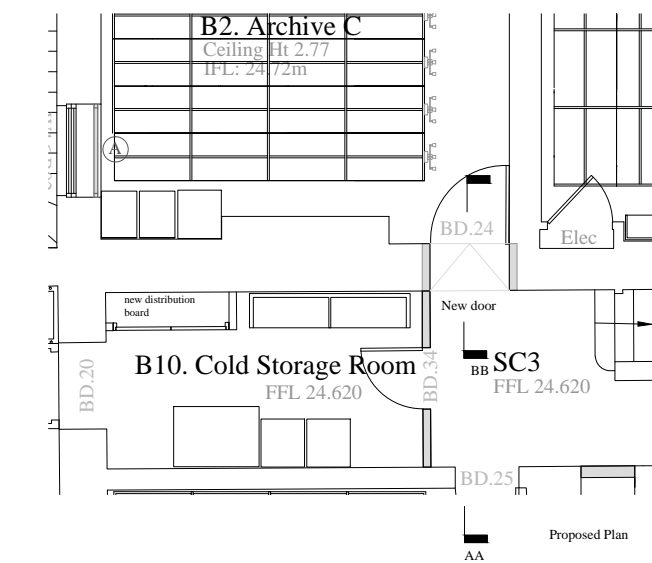 B2. Archive C
Ceiling Ht 2.77
IFL: 24.72m
A
BD.24
Elec
new distribution
board
New door
B10. Cold Storage Room
FFL 24.620
BD.20
BD.34
BB
SC3
FFL 24.620
BD.25
AA
Proposed Plan